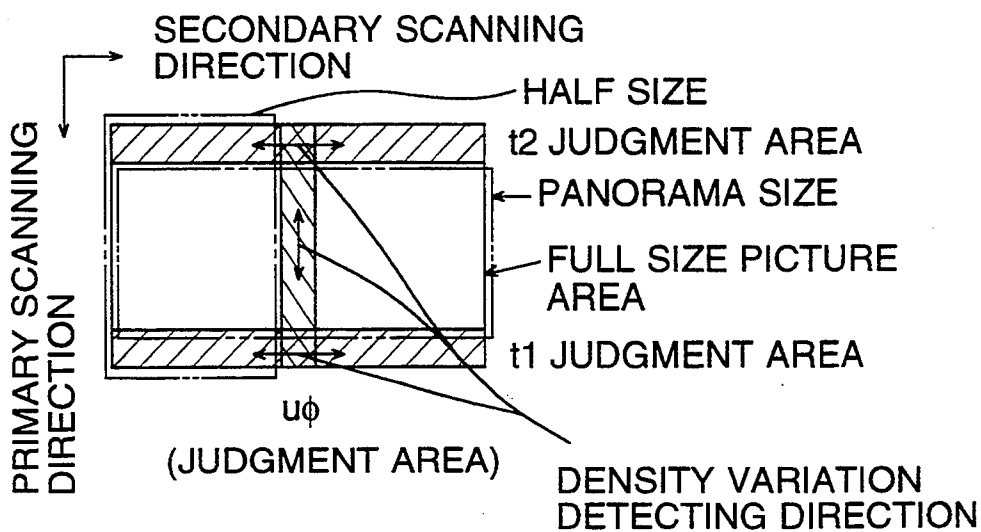 SECONDARY SCANNING
DIRECTION
PRIMARY SCANNING
DIRECTION
HALF SIZE
t2 JUDGMENT AREA
PANORAMA SIZE
FULL SIZE PICTURE
AREA
t1 JUDGMENT AREA
uϕ
(JUDGMENT AREA)
DENSITY VARIATION
DETECTING DIRECTION